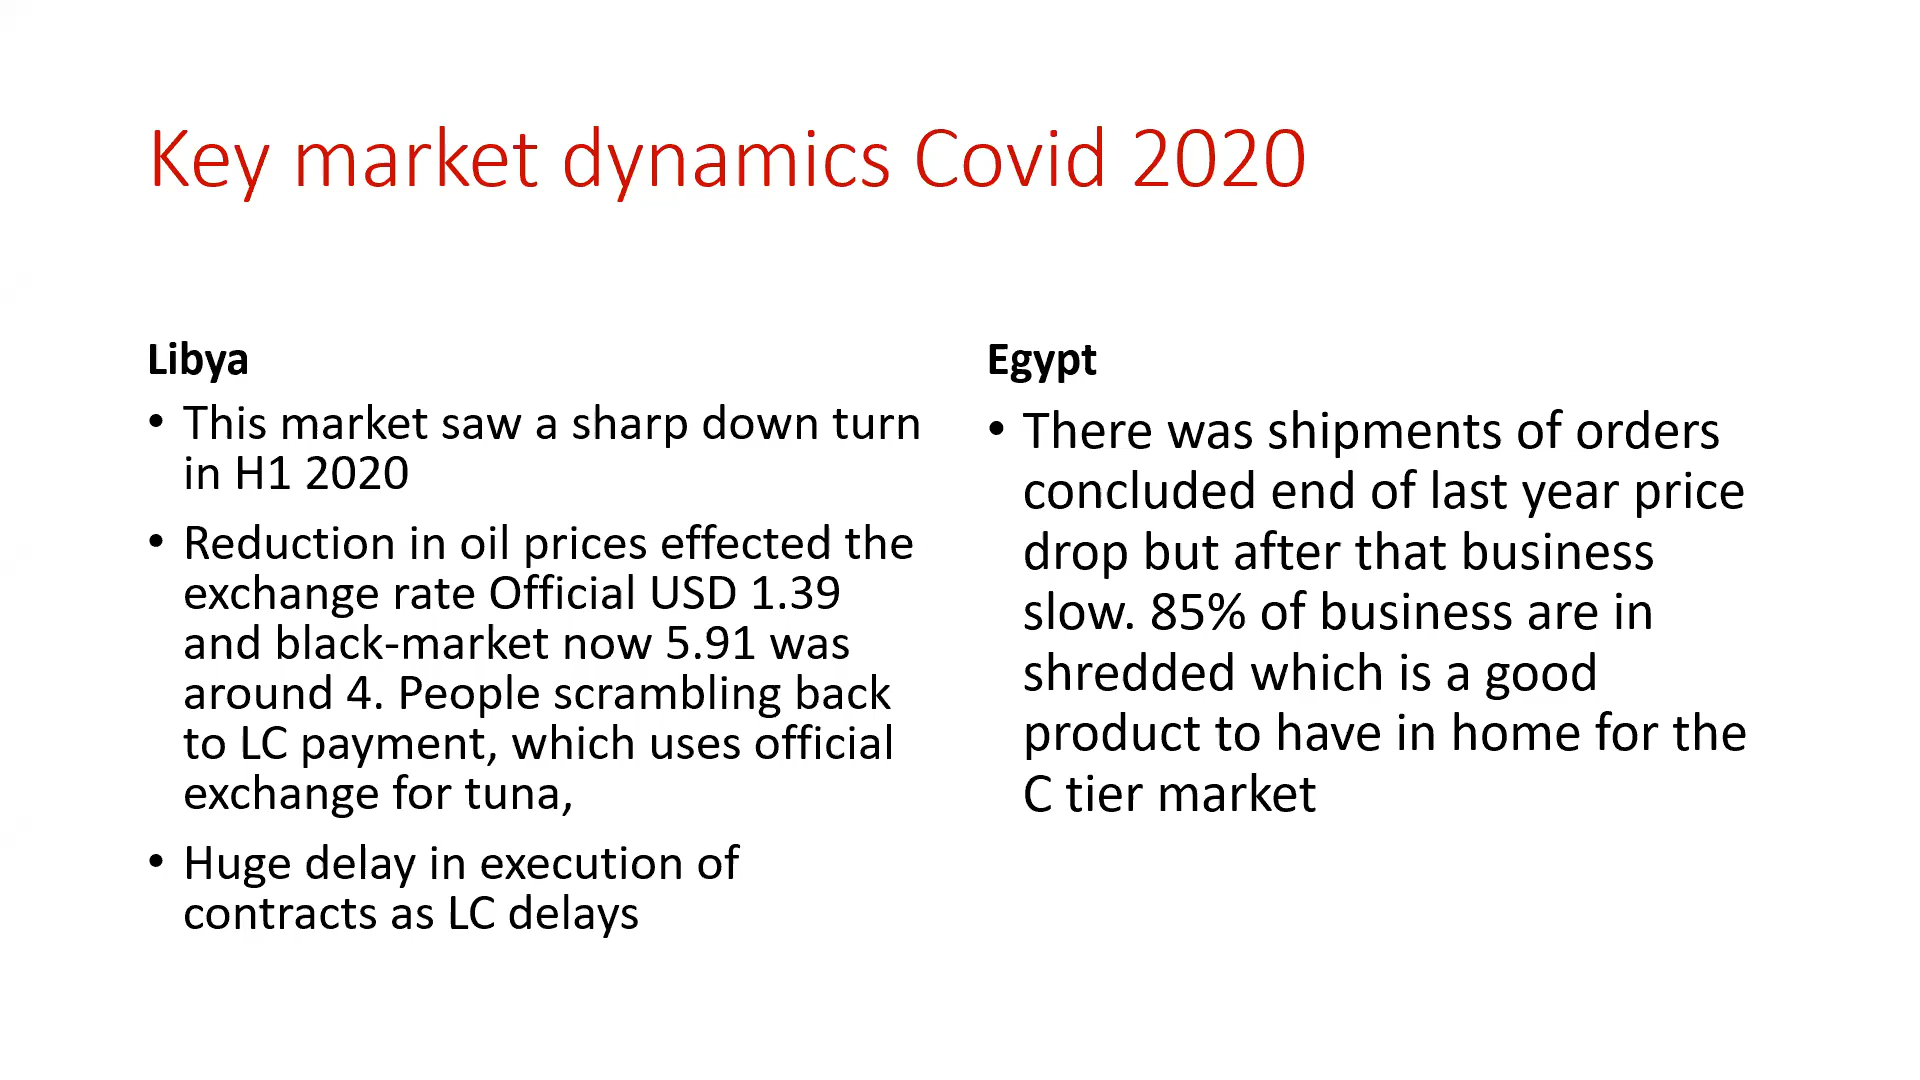 Key market dynamics Covid 2020
Libya
• This market saw a sharp down turn
in H1 2020
• Reduction in oil prices effected the
exchange rate Official USD 1.39
and black-market now 5.91 was
around 4. People scrambling back
to LC payment, which uses official
exchange for tuna,
• Huge delay in execution of
contracts as LC delays
Egypt
• There was shipments of orders
concluded end of last year price
drop but after that business
slow. 85% of business are in
shredded which is a good
product to have in home for the
C tier market